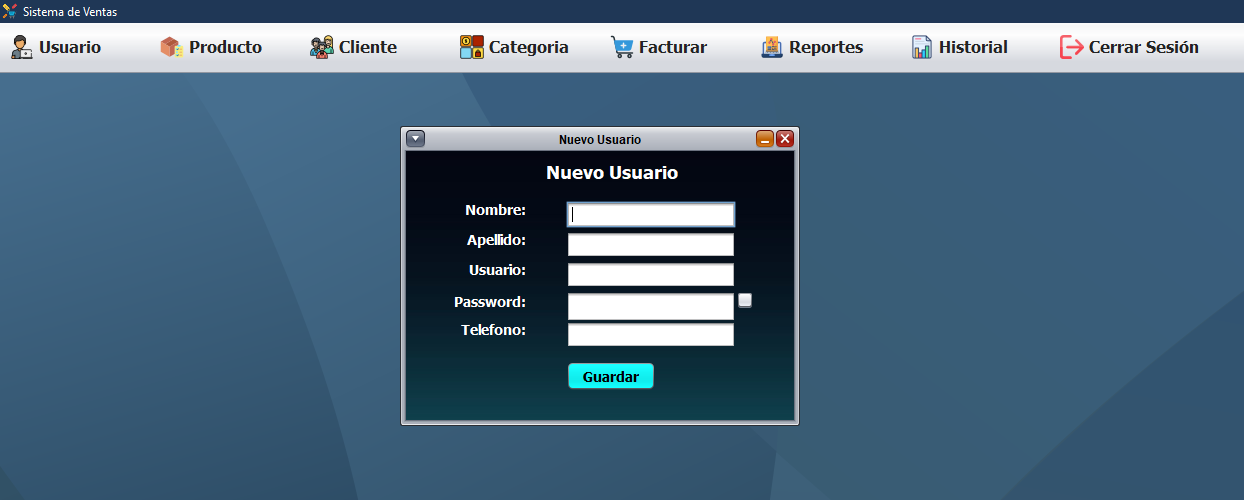 Sistema de Ventas
Usuario Producto Cliente Categoria Facturar Reportes Historial Cerrar Sesión
Nuevo Usuario
Nuevo Usuario
Nombre:
Apellido:
Usuario:
Password:
Telefono:
Guardar